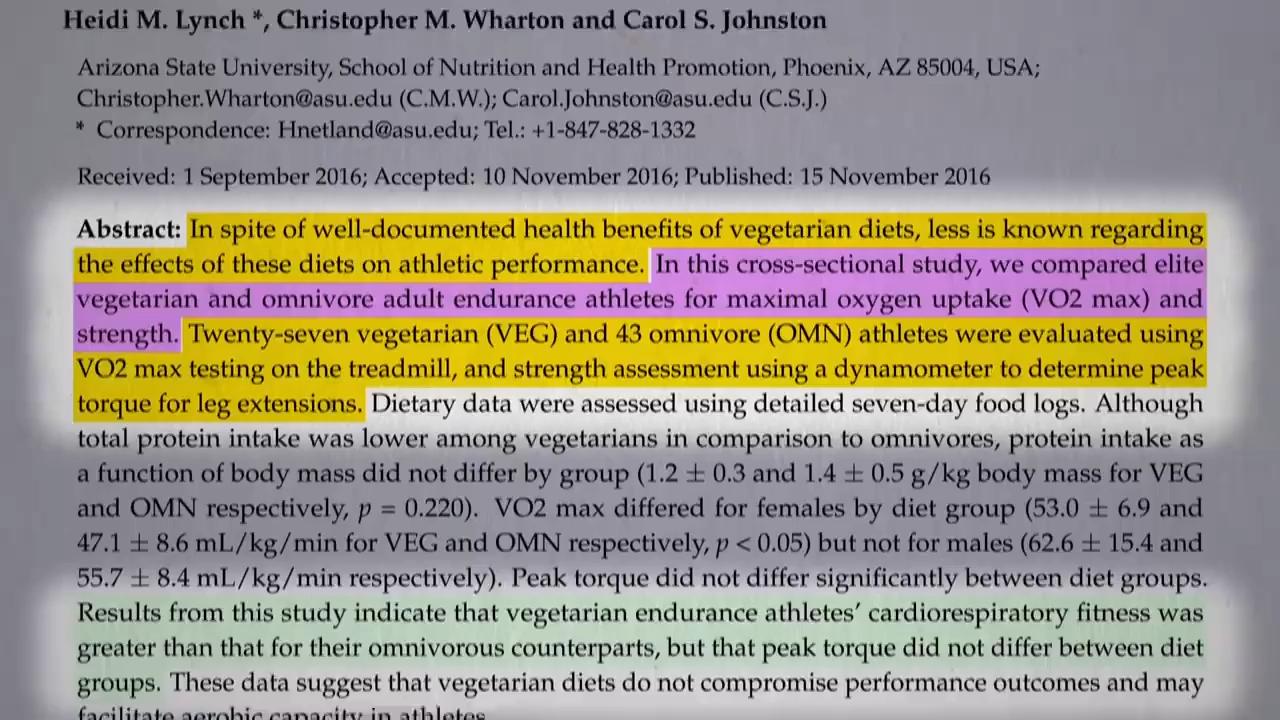 Heidi M. Lynch *, Christopher M. Wharton and Carol S. Johnston
Arizona State University, School of Nutrition and Health Promotion, Phoenix, AZ 85004, USA;
Christopher.Wharton@asu.edu (C.M.W.); Carol.Johnston@asu.edu (C.S.J.)
* Correspondence: Hnetland@asu.edu; Tel.: +1-847-828-1332
Received: 1 September 2016; Accepted: 10 November 2016; Published: 15 November 2016
Abstract: In spite of well-documented health benefits of vegetarian diets, less is known regarding
the effects of these diets on athletic performance. In this cross-sectional study, we compared elite
vegetarian and omnivore adult endurance athletes for maximal oxygen uptake (VO2 max) and
strength. Twenty-seven vegetarian (VEG) and 43 omnivore (OMN) athletes were evaluated using
VO2 max testing on the treadmill, and strength assessment using a dynamometer to determine peak
torque for leg extensions. Dietary data were assessed using detailed seven-day food logs. Although
total protein intake was lower among vegetarians in comparison to omnivores, protein intake as
a function of body mass did not differ by group (1.2 ± 0.3 and 1.4 ± 0.5 g/kg body mass for VEG
and OMN respectively, p = 0.220). VO2 max differed for females by diet group (53.0 ± 6.9 and
47.1 ± 8.6 mL/kg/min for VEG and OMN respectively, p < 0.05) but not for males (62.6 ± 15.4 and
55.7 ± 8.4 mL/kg/min respectively). Peak torque did not differ significantly between diet groups.
Results from this study indicate that vegetarian endurance athletes' cardiorespiratory fitness was
greater than that for their omnivorous counterparts, but that peak torque did not differ between diet
groups. These data suggest that vegetarian diets do not compromise performance outcomes and may
facilitate aerobic capacity in athletes.